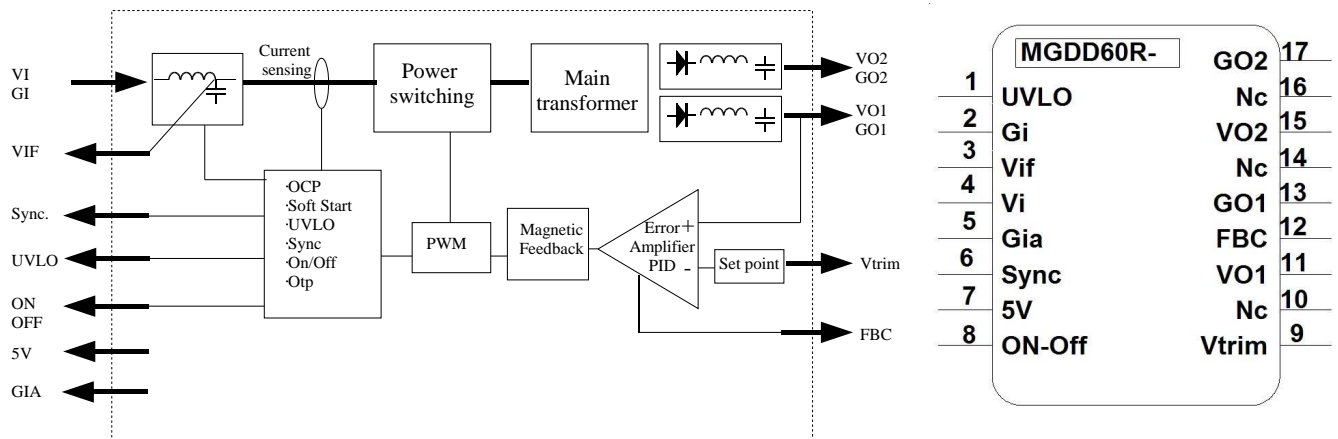 VI
GI
VIF
Sync.
UVLO
ON
OFF
5V
GIA
Current
sensing
Power
switching
Main
transformer
VO2
GO2
VO1
GO1
·OCP
·Soft Start
·UVLO
·Sync
·On/Off
·Otp
PWM
Magnetic
Feedback
Error+
Amplifier
PID -
Set point
Vtrim
FBC
MGDD60R-
1 UVLO
2 Gi
3 Vif
4 Vi
5 Gia
6 Sync
7 5V
8 ON-Off
GO2 17
Nc 16
VO2 15
Nc 14
GO1 13
FBC 12
VO1 11
Nc 10
Vtrim 9